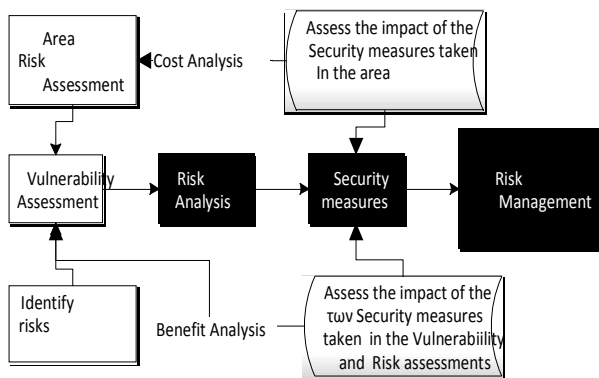 Area
Risk
Assessment
Cost Analysis
Assess the impact of the
Security measures taken
In the area
Vulnerability
Assessment
Risk
Analysis
Security
measures
Risk
Management
Identify
risks
Benefit Analysis
Assess the impact of the
των Security measures
taken in the Vulnerabiility
and Risk assessments